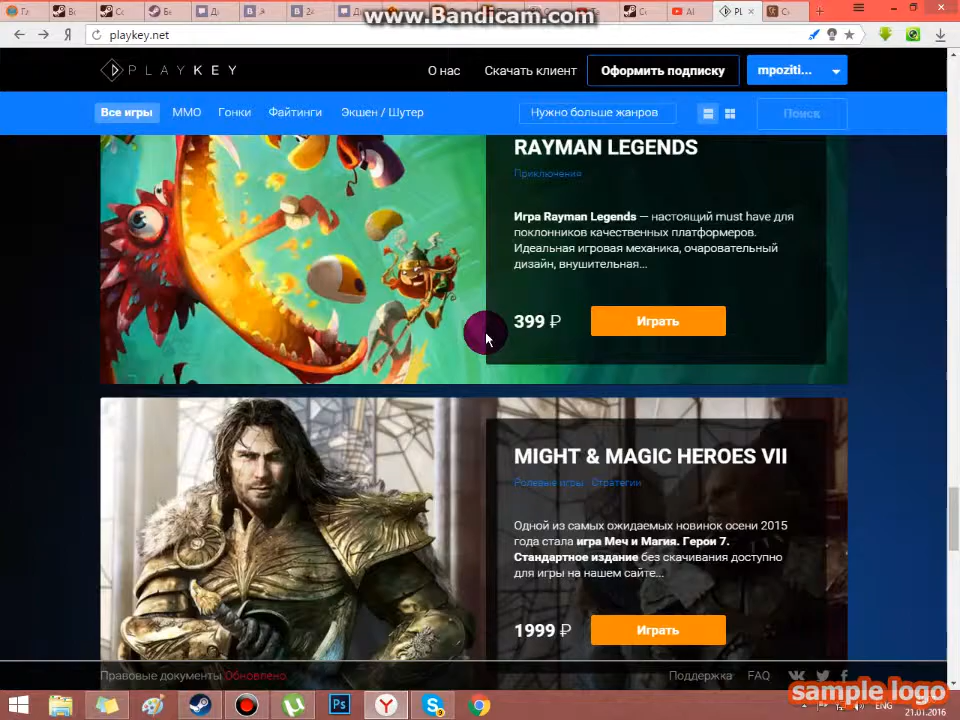 www.Bandicam.com
playkey.net
PLAYKEY
О нас
Скачать клиент
Оформить подписку
mpoziti...
Все игры
ММО
Гонки
Файтинги
Экшен / Шутер
Нужно больше жанров
Поиск
RAYMAN LEGENDS
Приключения
Игра Rayman Legends — настоящий must have для
поклонников качественных платформеров.
Идеальная игровая механика, очаровательный
дизайн, внушительная...
399 ₽
Играть
MIGHT & MAGIC HEROES VII
Ролевые игры Стратегии
Одной из самых ожидаемых новинок осени 2015
года стала игра Меч и Магия. Герои 7.
Стандартное издание без скачивания доступно
для игры на нашем сайте...
1999 ₽
Играть
Правовые документы Обновлено
Поддержка
FAQ
sample logo
Ps
ENG
21.01.2016